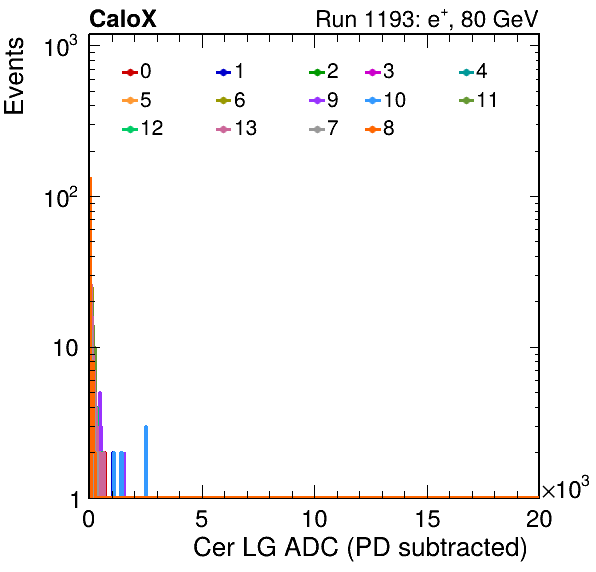 CaloX Run 1193: e⁺, 80 GeV
Events
10³
0 1 2 3 4
5 6 9 10 11
12 13 7 8
10²
10
1
×10³
0 5 10 15 20
Cer LG ADC (PD subtracted)